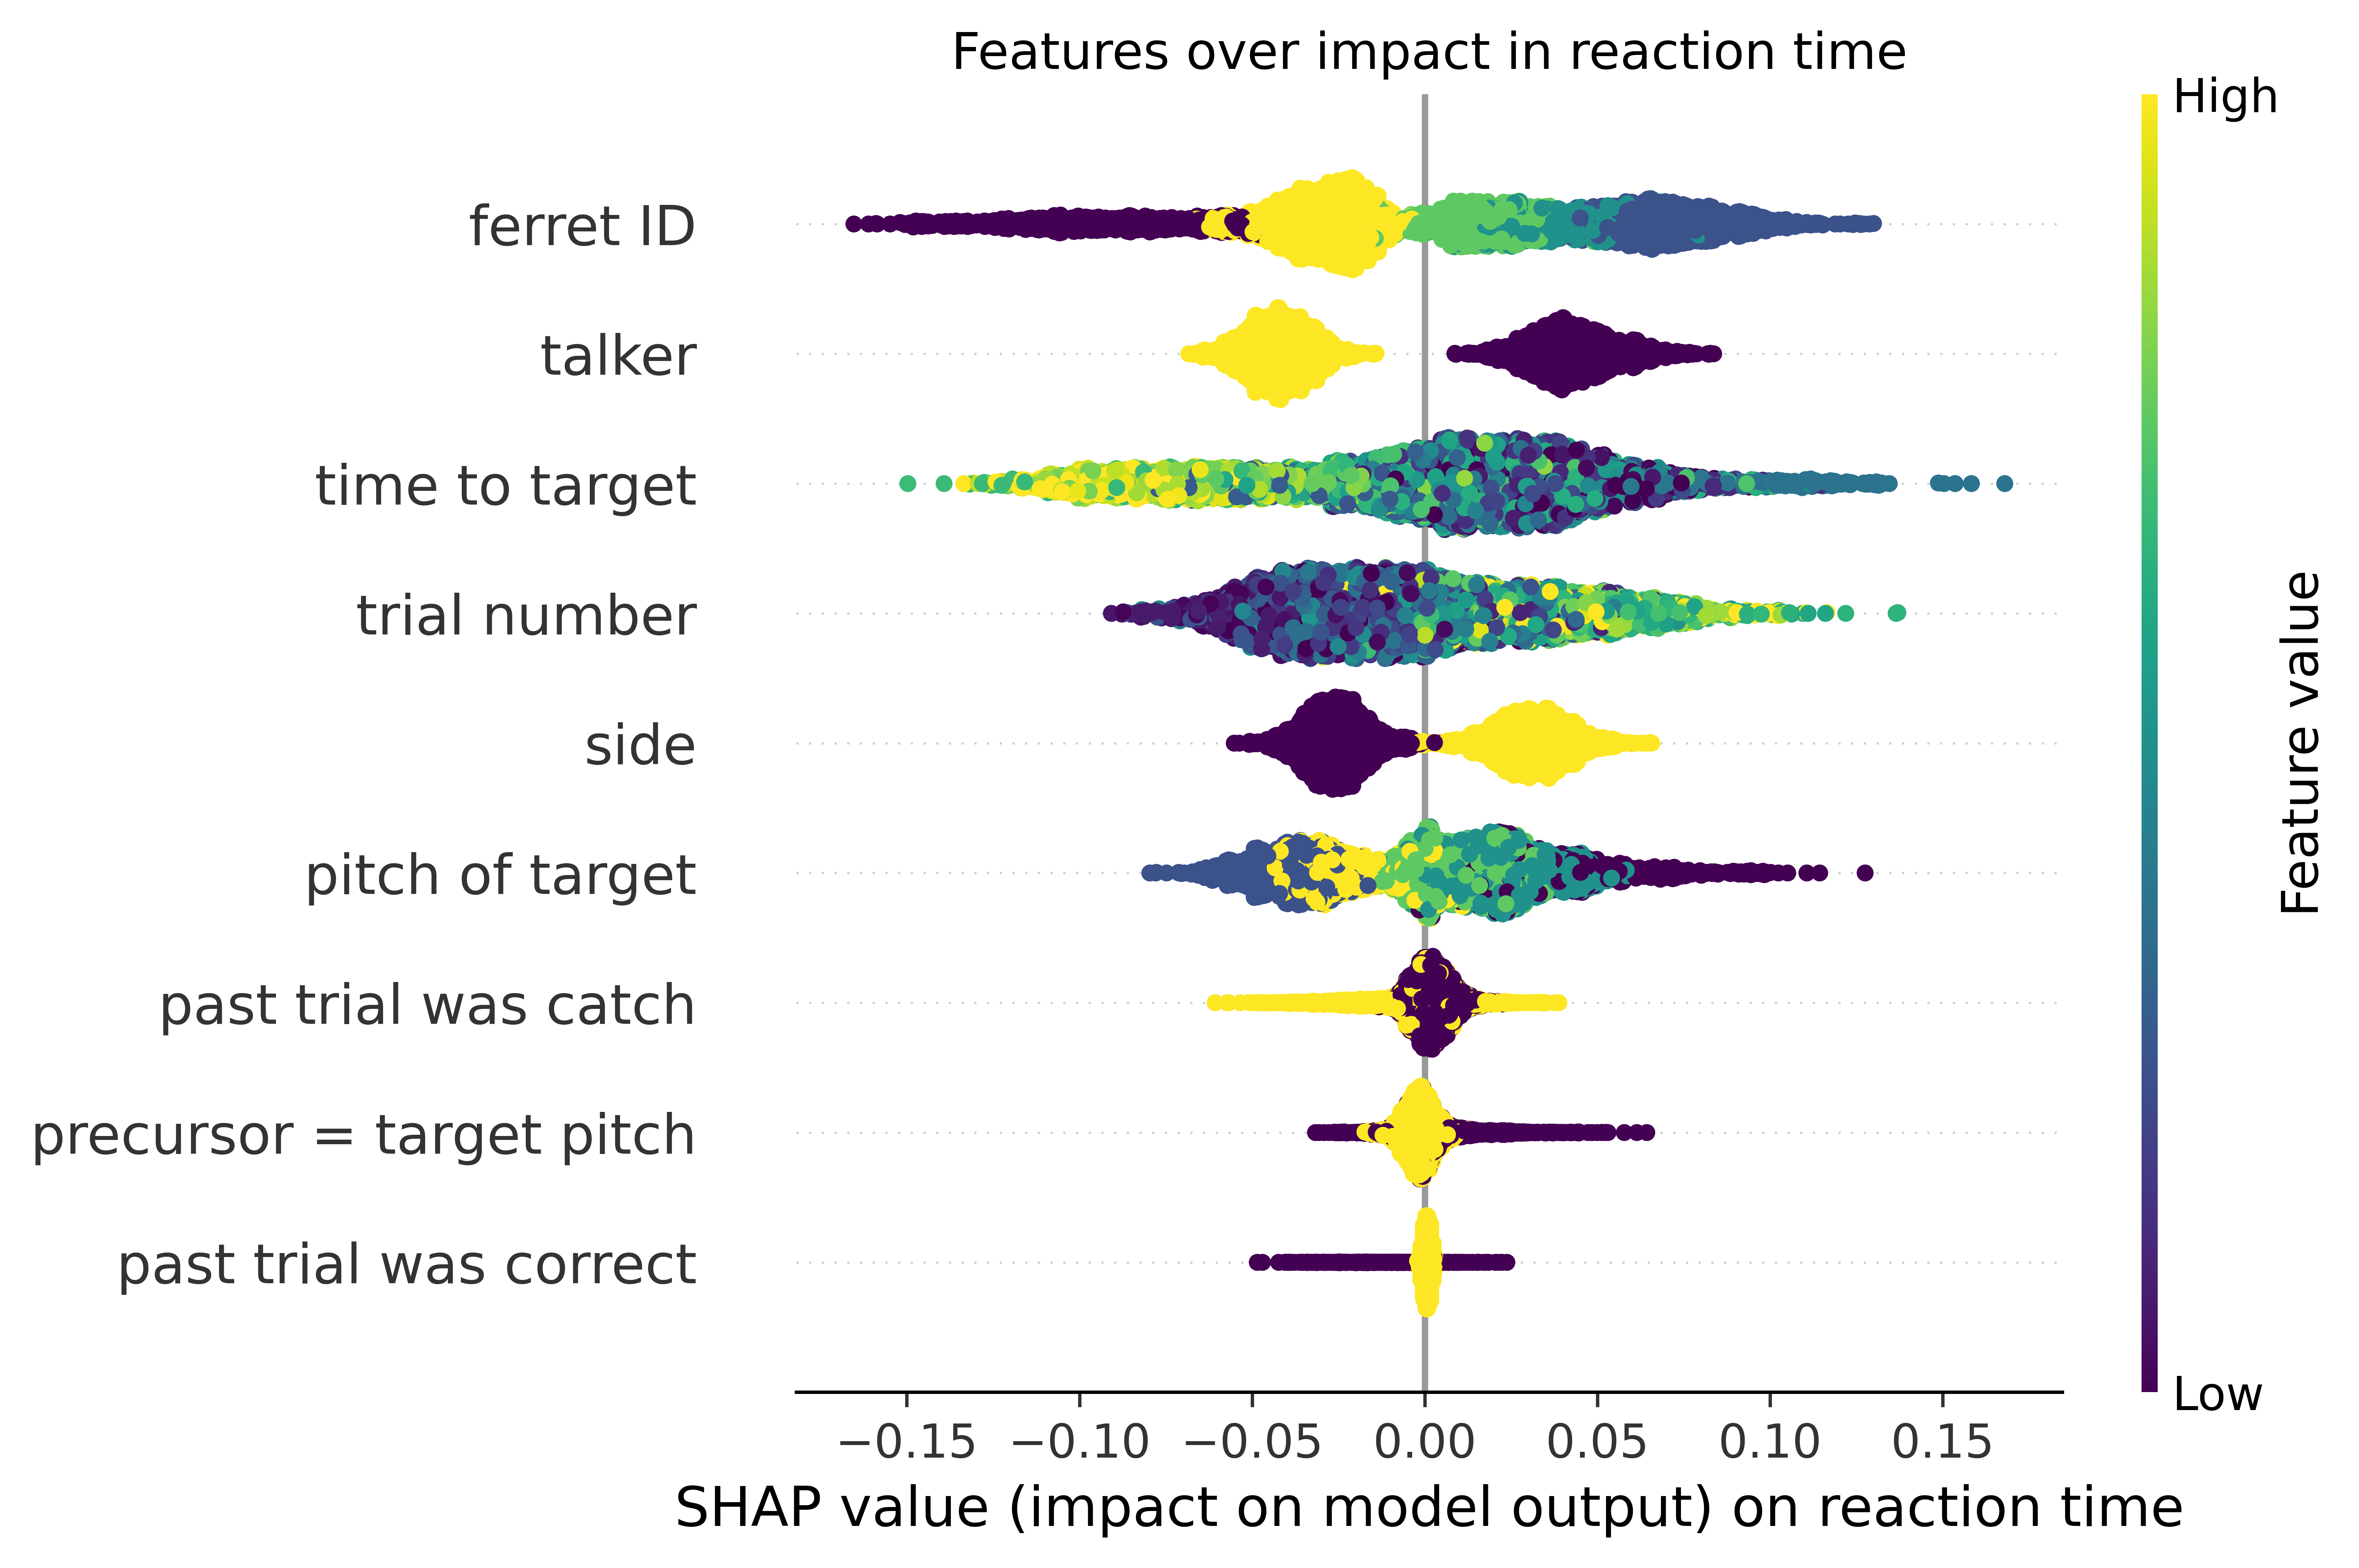 Features over impact in reaction time
High
ferret ID
talker
time to target
trial number
side
pitch of target
past trial was catch
precursor = target pitch
past trial was correct
Feature value
Low
−0.15 −0.10 −0.05 0.00 0.05 0.10 0.15
SHAP value (impact on model output) on reaction time